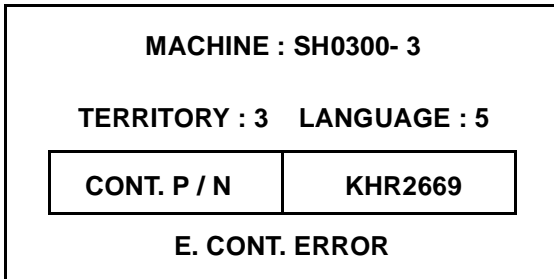 MACHINE : SH0300- 3
TERRITORY : 3 LANGUAGE : 5
CONT. P / N KHR2669
E. CONT. ERROR